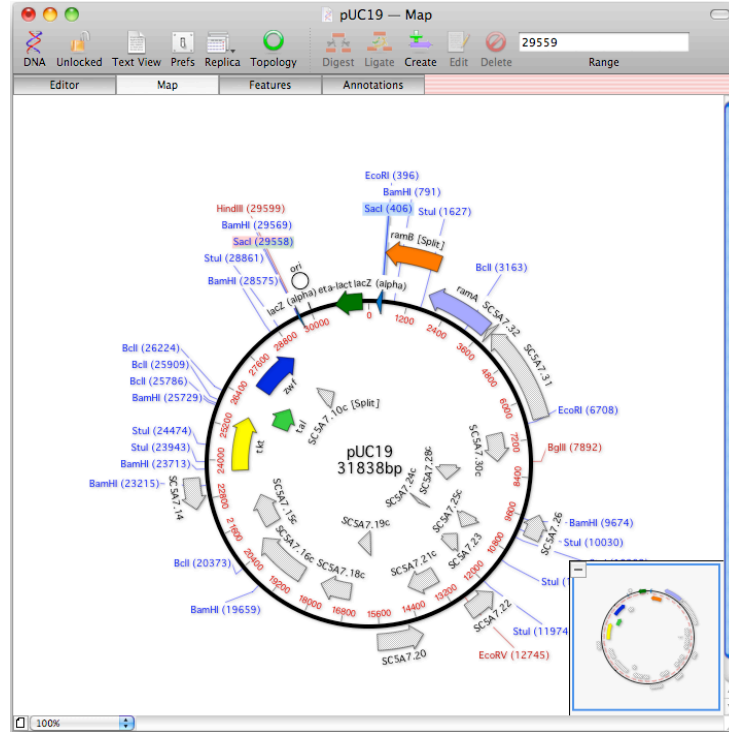 pUC19 — Map
DNA Unlocked Text View Prefs Replica Topology Digest Ligate Create Edit Delete
29559
Range
Editor Map Features Annotations
EcoRI (396)
BamHI (791)
SacI (406)
StuI (1627)
HindIII (29599)
BamHI (29569)
SacI (29558)
StuI (28861)
BamHI (28575)
ori
lacZ (alpha)
eta-lact
lacZ (alpha)
ramB [Split]
ramA
BclI (3163)
SC5A7.32
SC5A7.31
BclI (26224)
BclI (25909)
BclI (25786)
BamHI (25729)
StuI (24474)
StuI (23943)
BamHI (23713)
BamHI (23215)
SC5A7.14
BclI (20373)
BamHI (19659)
EcoRI (6708)
BglII (7892)
BamHI (9674)
StuI (10030)
SC5A7.26
StuI (11974
EcoRV (12745)
SC5A7.22
SC5A7.20
zwf
tal
tkt
SC5A7.10c [Split]
pUC19
31838bp
SC5A7.30c
SC5A7.28c
SC5A7.24c
SC5A7.25c
SC5A7.23
SC5A7.21c
SC5A7.19c
SC5A7.18c
SC5A7.16c
SC5A7.15c
0
1200
2400
3600
4800
6000
7200
8400
9600
10800
12000
13200
14400
15600
16800
18000
19200
20400
21600
22800
24000
25200
26400
27600
28800
30000
100%